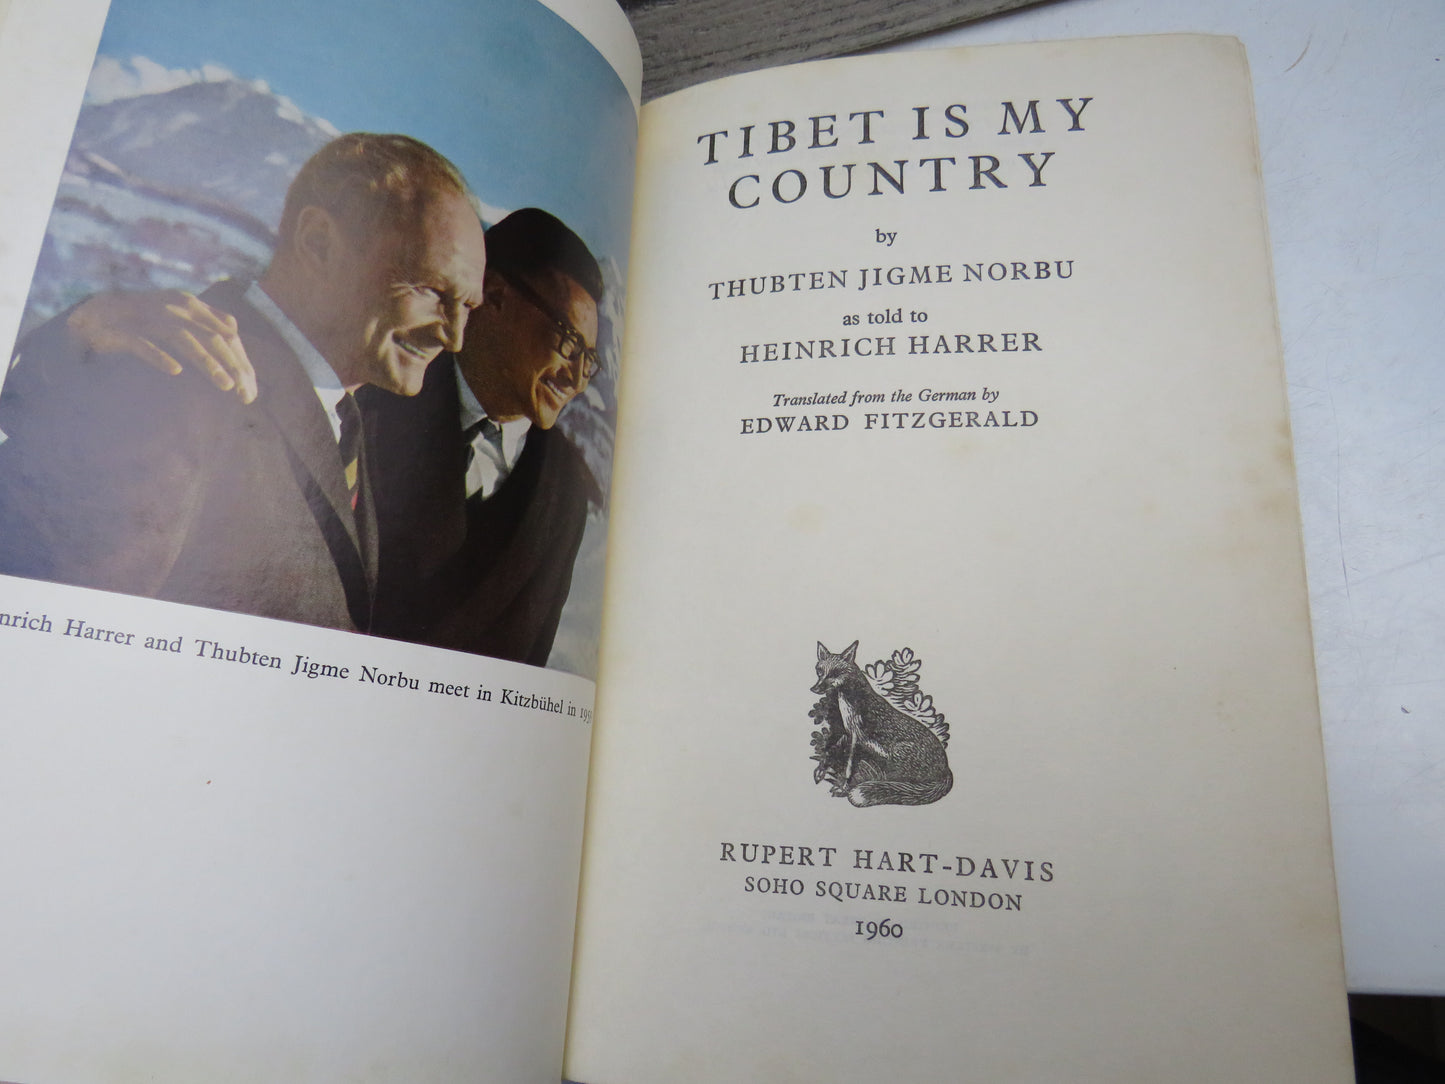 Harrer and Thubten Jigme Norbu meet in Kitzbühel in
TIBET IS MY
COUNTRY
by
THUBTEN JIGME NORBU
as told to
HEINRICH HARRER
Translated from the German by
EDWARD FITZGERALD
RUPERT HART-DAVIS
SOHO SQUARE LONDON
1960